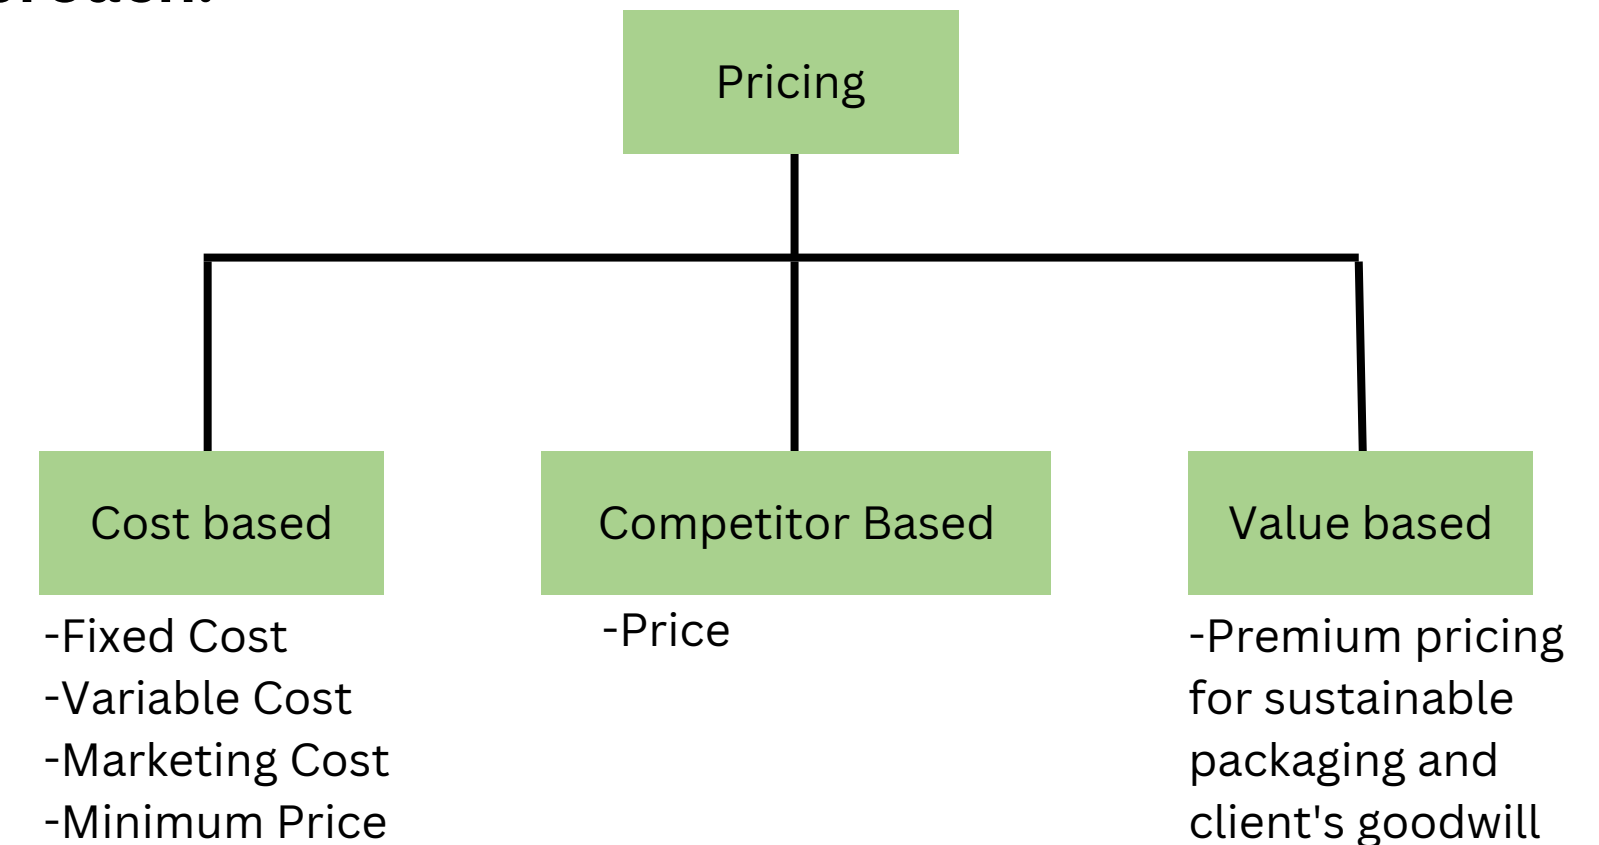 Pricing
Cost based
Competitor Based
Value based
-Fixed Cost
-Variable Cost
-Marketing Cost
-Minimum Price
-Price
-Premium pricing
for sustainable
packaging and
client's goodwill